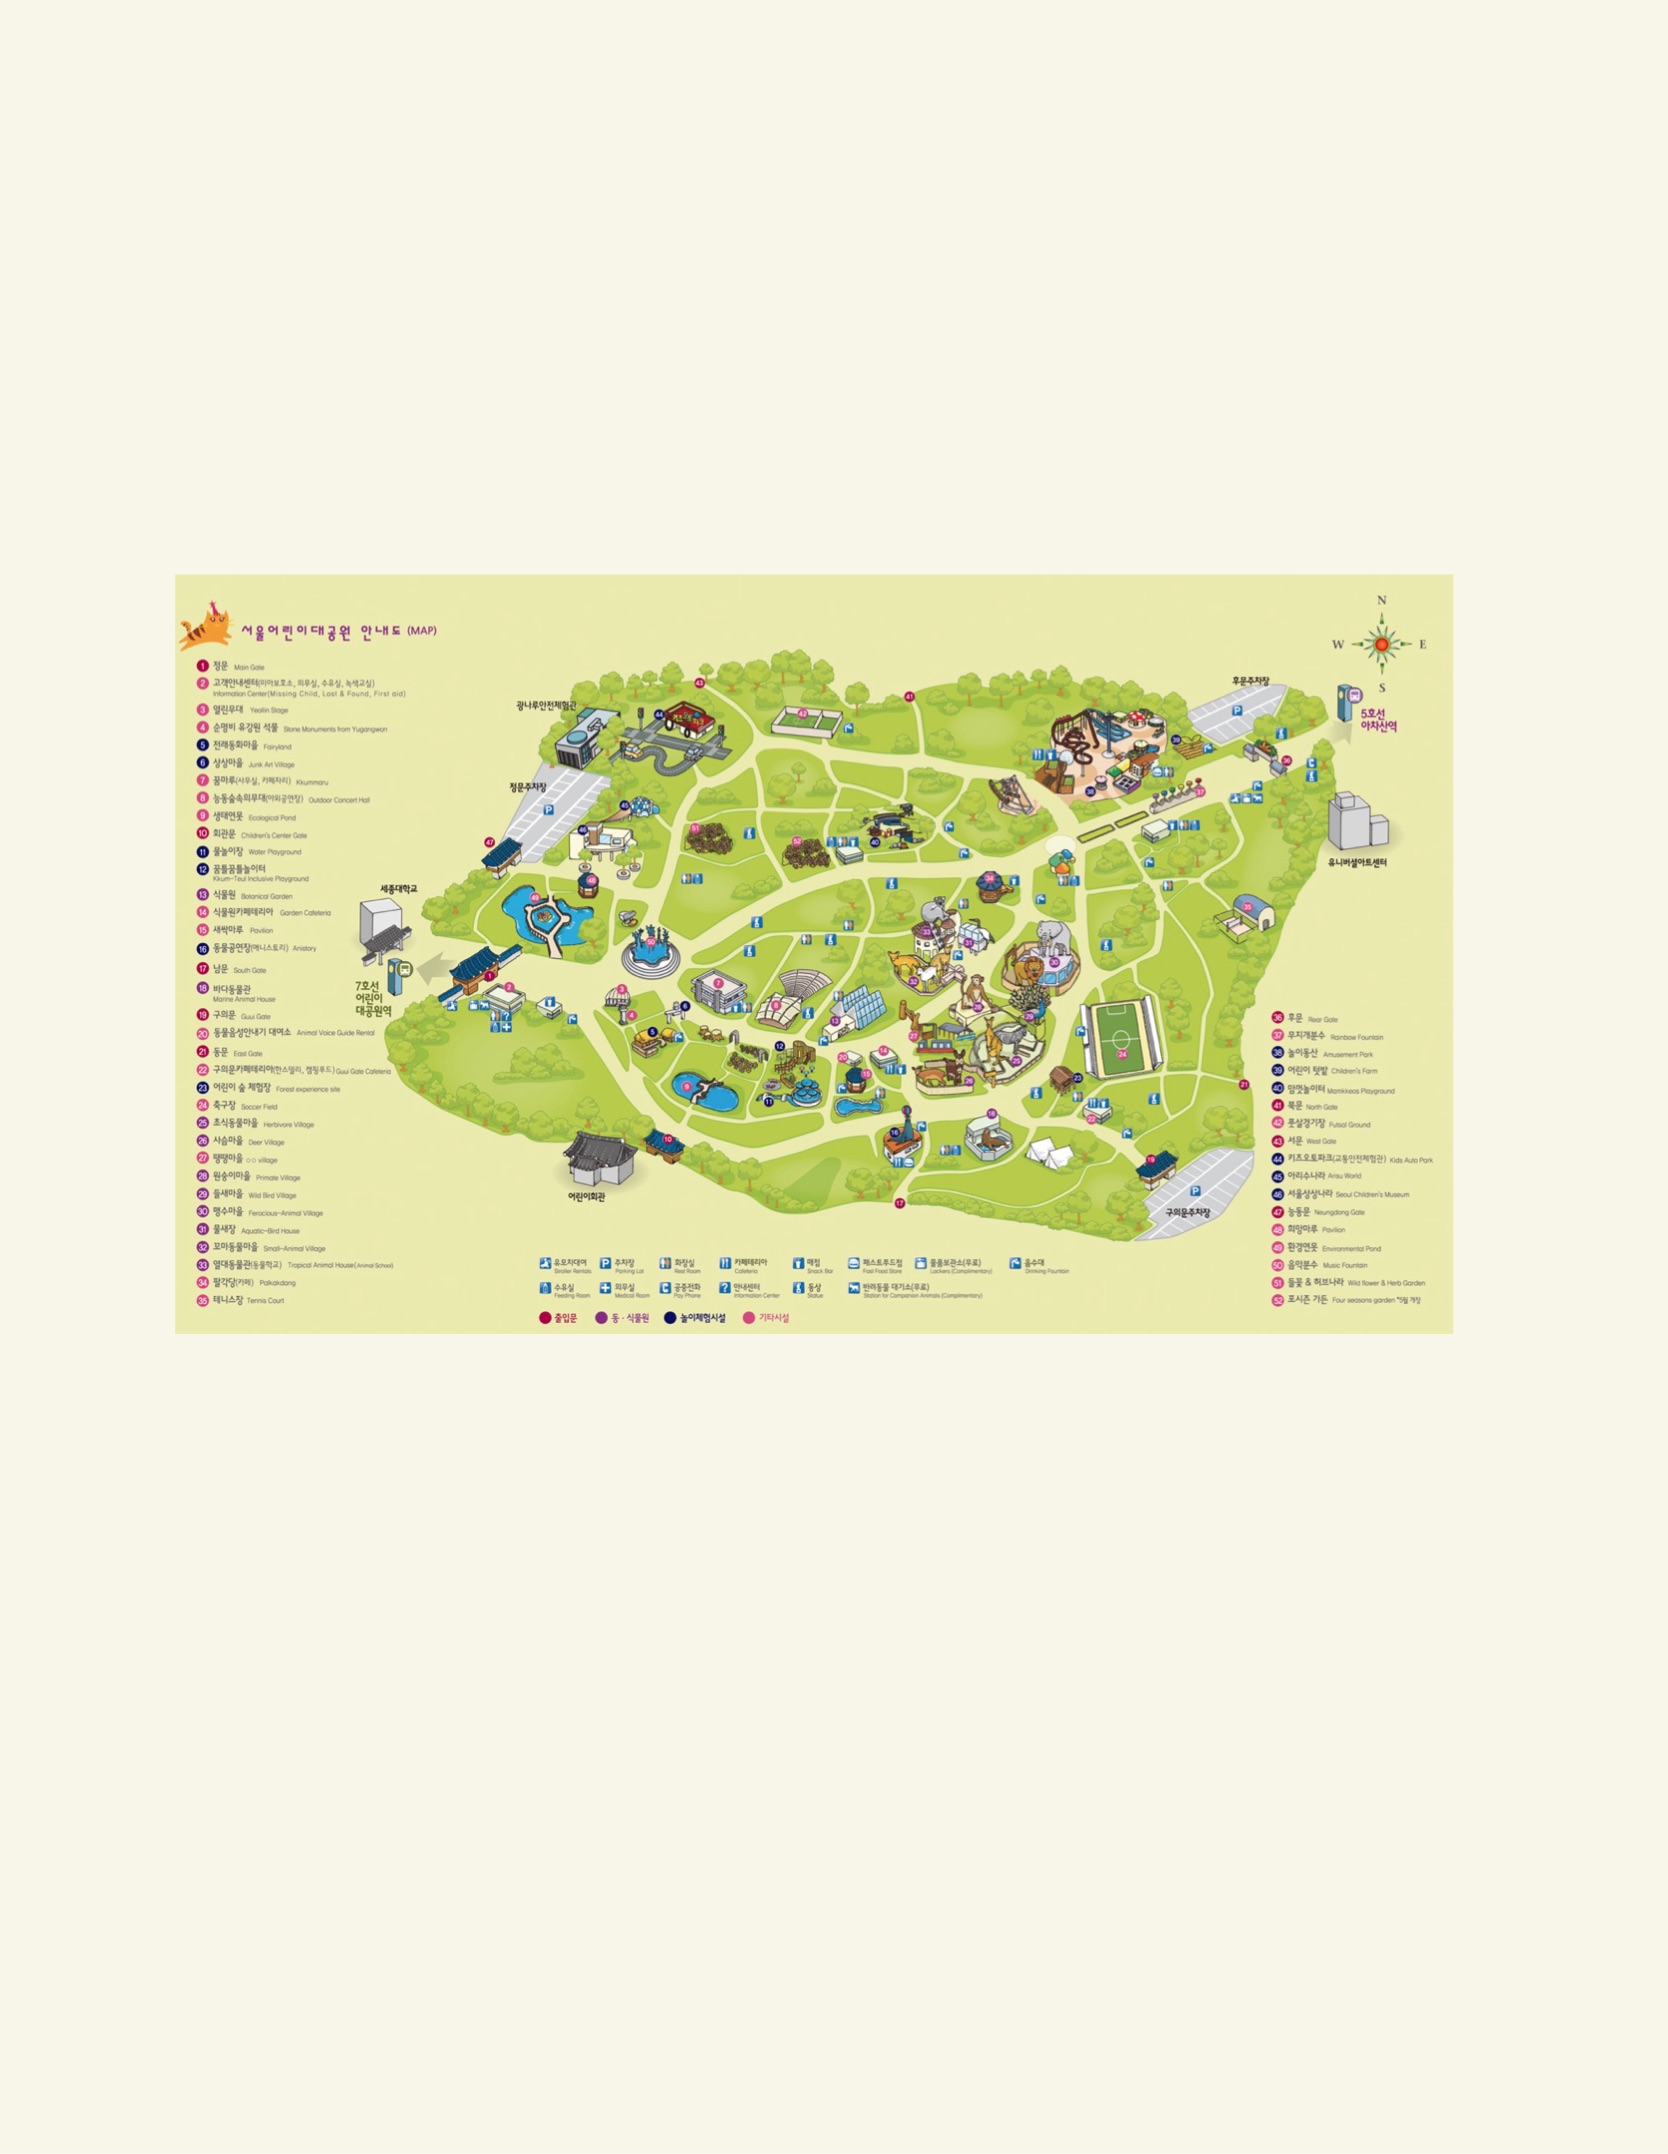 서울어린이대공원 안내도 (MAP)
1 정문 Main Gate
2 고객안내센터(미아보호소, 의무실, 수유실, 녹색교실)
Information Center(Missing Child, Lost & Found, First aid)
3 열린무대 Yeollin Stage
4 순명비 유강원 석물 Stone Monuments from Yugangwon
5 전래동화마을 Fairyland
6 상상마을 Junk Art Village
7 꿈마루(사무실, 카페자리) Kkummaru
8 능동숲속의무대(야외공연장) Outdoor Concert Hall
9 생태연못 Ecological Pond
10 회관문 Children's Center Gate
11 물놀이장 Water Playground
12 꿈틀꿈틀놀이터
Kkum-Teul Inclusive Playground
13 식물원 Botanical Garden
14 식물원카페테리아 Garden Cafeteria
15 새싹마루 Pavilion
16 동물공연장(애니스토리) Anistory
17 남문 South Gate
18 바다동물관
Marine Animal House
19 구의문 Guui Gate
20 동물음성안내기 대여소 Animal Voice Guide Rental
21 동문 East Gate
22 구의문카페테리아(한스델리, 캠핑푸드) Guui Gate Cafeteria
23 어린이 숲 체험장 Forest experience site
24 축구장 Soccer Field
25 초식동물마을 Herbivore Village
26 사슴마을 Deer Village
27 땡땡마을 ○○ village
28 원숭이마을 Primate Village
29 들새마을 Wild Bird Village
30 맹수마을 Ferocious-Animal Village
31 물새장 Aquatic-Bird House
32 꼬마동물마을 Small-Animal Village
33 열대동물관(동물학교) Tropical Animal House(Animal School)
34 팔각당(카페) Palkakdang
35 테니스장 Tennis Court
36 후문 Rear Gate
37 무지개분수 Rainbow Fountain
38 놀이동산 Amusement Park
39 어린이 텃밭 Children's Farm
40 맘껏놀이터 Mamkkeos Playground
41 북문 North Gate
42 풋살경기장 Futsal Ground
43 서문 West Gate
44 키즈오토파크(교통안전체험관) Kids Auto Park
45 아리수나라 Arisu World
46 서울상상나라 Seoul Children's Museum
47 능동문 Neungdong Gate
48 희망마루 Pavilion
49 환경연못 Environmental Pond
50 음악분수 Music Fountain
51 들꽃 & 허브나라 Wild flower & Herb Garden
52 포시즌 가든 Four seasons garden *5월 개장
N
W E
S
광나루안전체험관
정문주차장
세종대학교
7호선
어린이
대공원역
어린이회관
후문주차장
5호선
아차산역
유니버셜아트센터
구의문주차장
유모차대여 Stroller Rentals
주차장 Parking Lot
화장실 Rest Room
카페테리아 Cafeteria
매점 Snack Bar
패스트푸드점 Fast Food Store
물품보관소(무료) Lockers (Complimentary)
음수대 Drinking Fountain
수유실 Feeding Room
의무실 Medical Room
공중전화 Pay Phone
안내센터 Information Center
동상 Statue
반려동물 대기소(무료) Station for Companion Animals (Complimentary)
출입문
동·식물원
놀이체험시설
기타시설